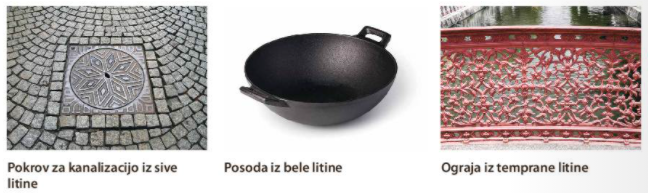 Pokrov za kanalizacijo iz sive
litine
Posoda iz bele litine
Ograja iz temprane litine